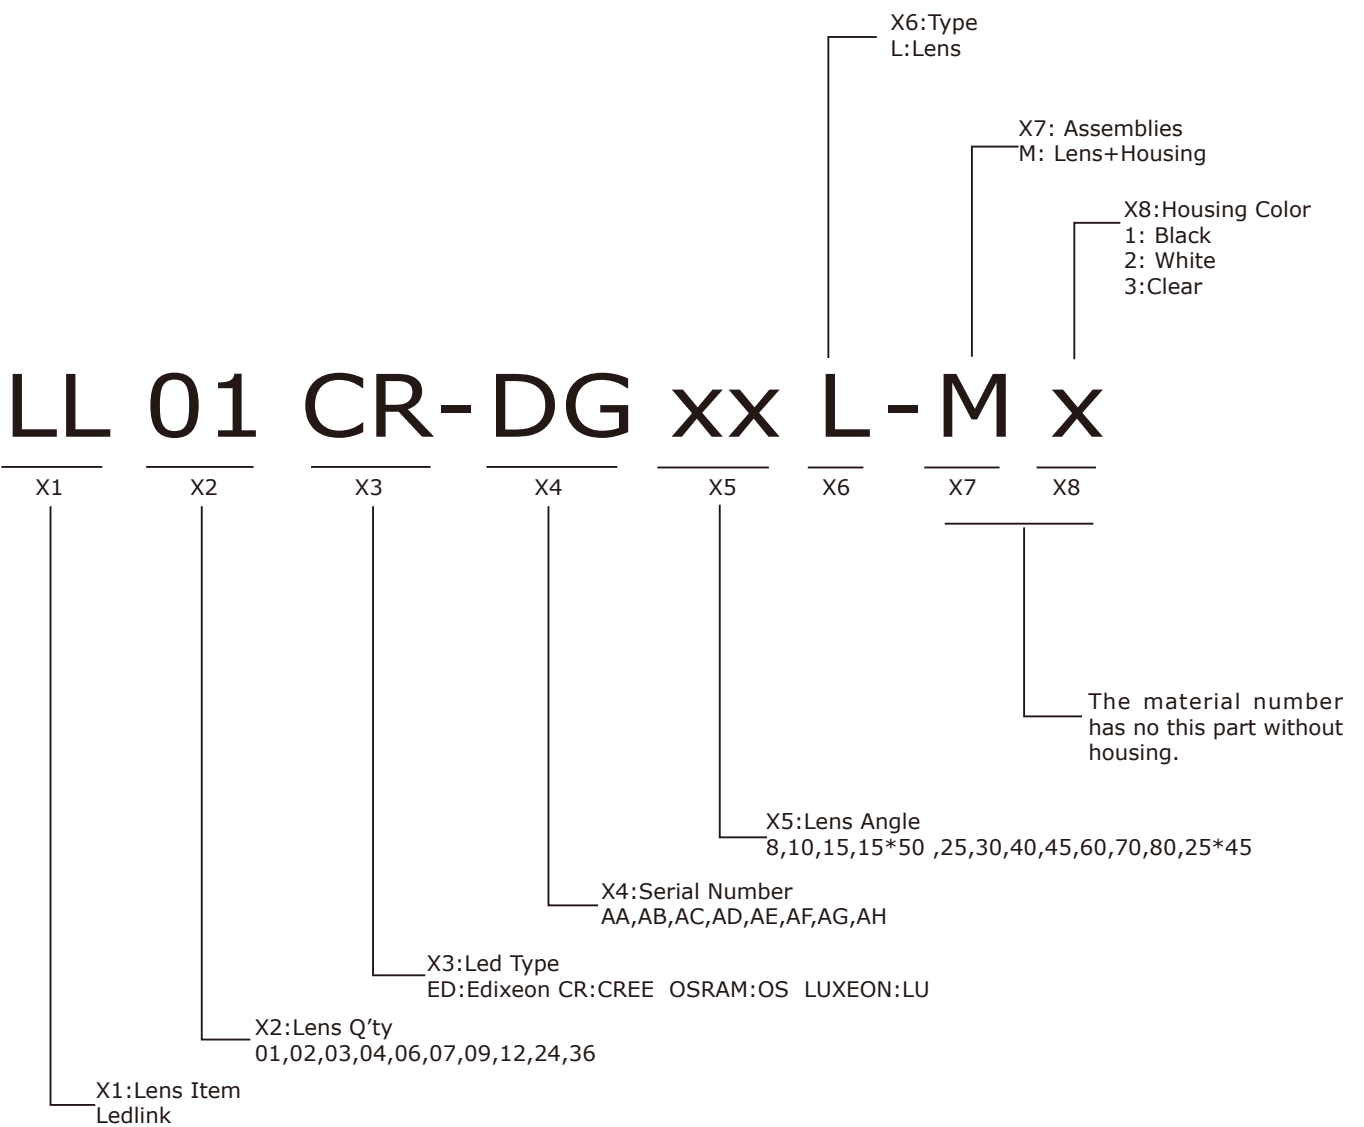 X6:Type
L:Lens
X7: Assemblies
M: Lens+Housing
X8:Housing Color
1: Black
2: White
3:Clear
LL 01 CR-DG xx L-M x
X1 X2 X3 X4 X5 X6 X7 X8
The material number
has no this part without
housing.
X5:Lens Angle
8,10,15,15*50 ,25,30,40,45,60,70,80,25*45
X4:Serial Number
AA,AB,AC,AD,AE,AF,AG,AH
X3:Led Type
ED:Edixeon CR:CREE OSRAM:OS LUXEON:LU
X2:Lens Q’ty
01,02,03,04,06,07,09,12,24,36
X1:Lens Item
Ledlink